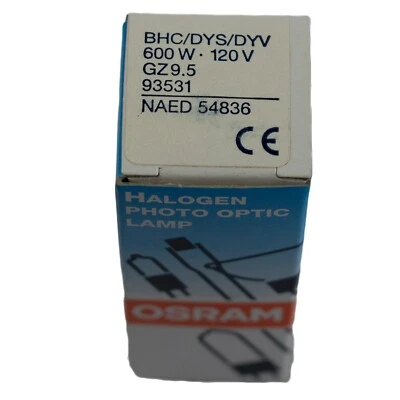 BHC/DYS/DYV
600 W · 120 V
GZ9.5
93531
NAED 54836
CE
HALOGEN
PHOTO OPTIC
LAMP
OSRAM